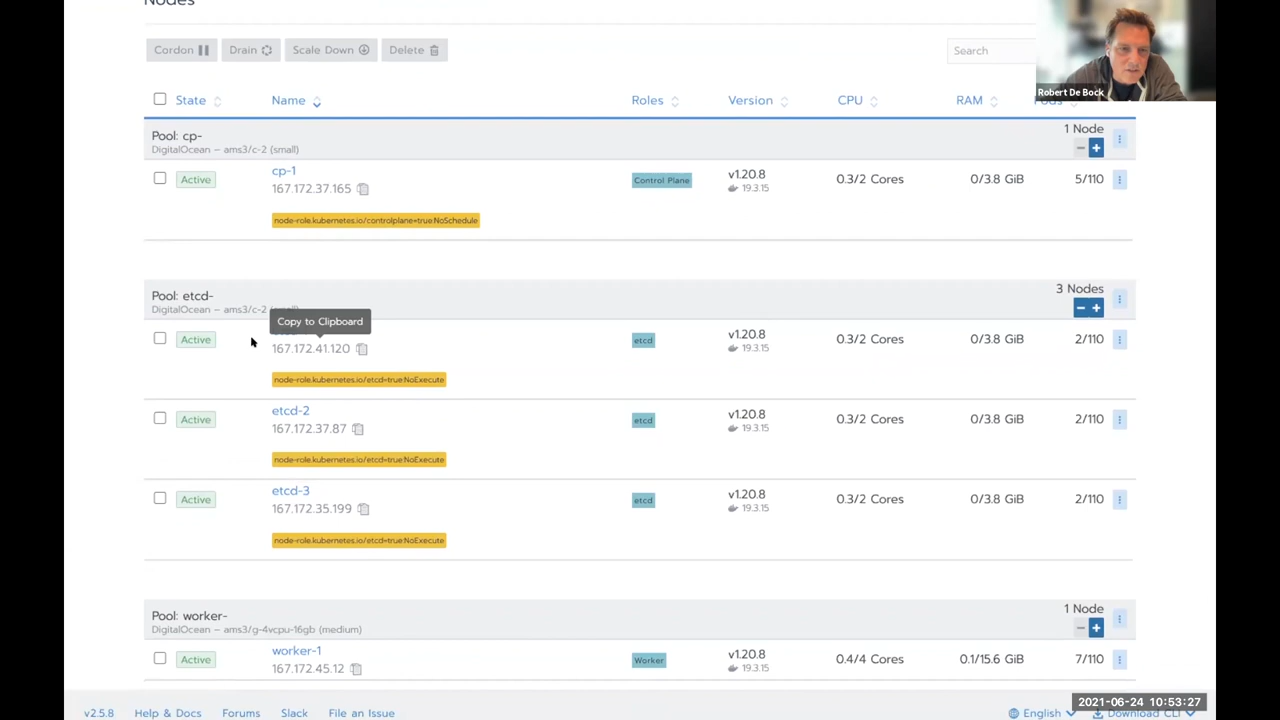 Nodes
Cordon Drain Scale Down Delete Search
Robert De Bock
State Name Roles Version CPU RAM Pods
Pool: cp- 1 Node
DigitalOcean – ams3/c-2 (small)
cp-1
Active 167.172.37.165 Control Plane v1.20.8 0.3/2 Cores 0/3.8 GiB 5/110
19.3.15
node-role.kubernetes.io/controlplane=true:NoSchedule
Pool: etcd- 3 Nodes
DigitalOcean – ams3/c-2 (small)
Copy to Clipboard
Active 167.172.41.120 etcd v1.20.8 0.3/2 Cores 0/3.8 GiB 2/110
19.3.15
node-role.kubernetes.io/etcd=true:NoExecute
etcd-2
Active 167.172.37.87 etcd v1.20.8 0.3/2 Cores 0/3.8 GiB 2/110
19.3.15
node-role.kubernetes.io/etcd=true:NoExecute
etcd-3
Active 167.172.35.199 etcd v1.20.8 0.3/2 Cores 0/3.8 GiB 2/110
19.3.15
node-role.kubernetes.io/etcd=true:NoExecute
Pool: worker- 1 Node
DigitalOcean – ams3/g-4vcpu-16gb (medium)
worker-1
Active 167.172.45.12 Worker v1.20.8 0.4/4 Cores 0.1/15.6 GiB 7/110
19.3.15
2021-06-24 10:53:27
v2.5.8 Help & Docs Forums Slack File an Issue English Download CLI